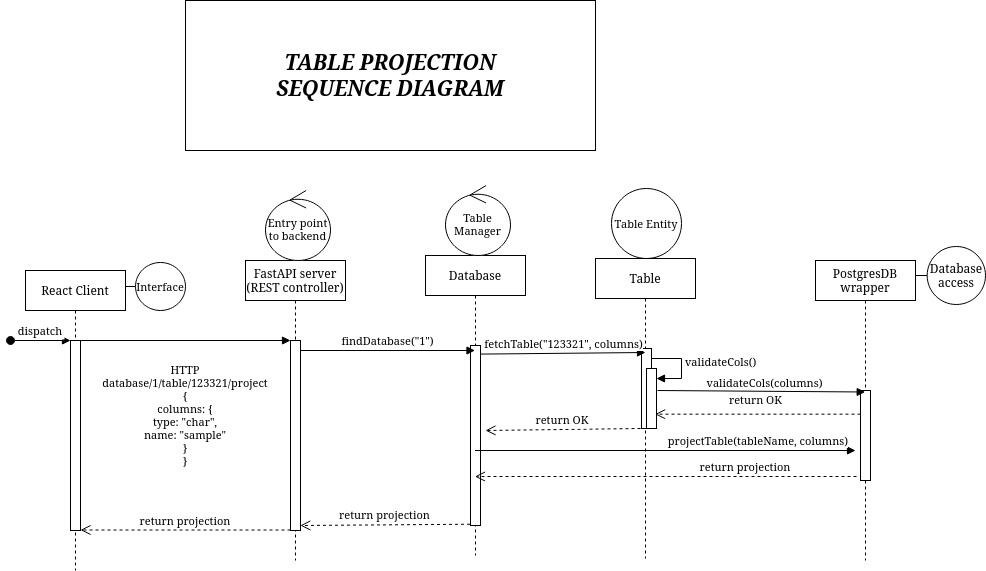 TABLE PROJECTION
SEQUENCE DIAGRAM
Entry point
to backend
Table
Manager
Table Entity
Interface
Database
access
React Client
FastAPI server
(REST controller)
Database
Table
PostgresDB
wrapper
dispatch
findDatabase("1")
fetchTable("123321", columns)
validateCols()
HTTP
database/1/table/123321/project
{
columns: {
type: "char",
name: "sample"
}
}
validateCols(columns)
return OK
return OK
projectTable(tableName, columns)
return projection
return projection
return projection